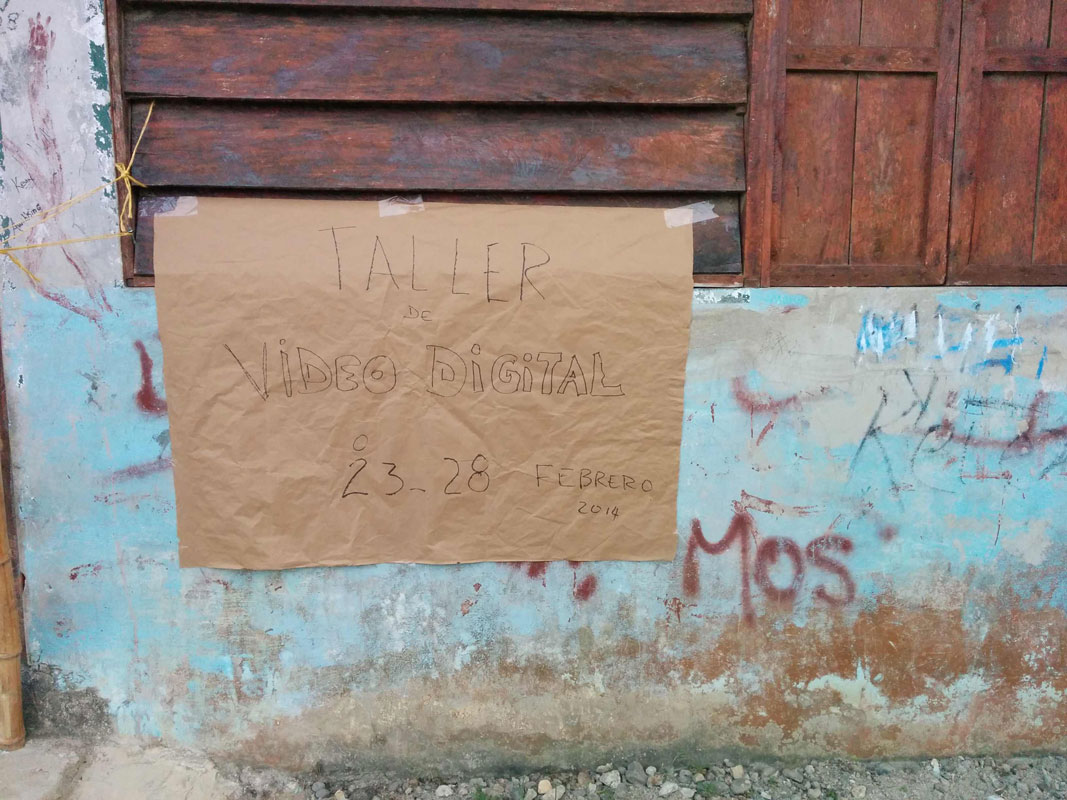 TALLER
DE
VIDEO DIGITAL
23-28 FEBRERO
2014
MOS